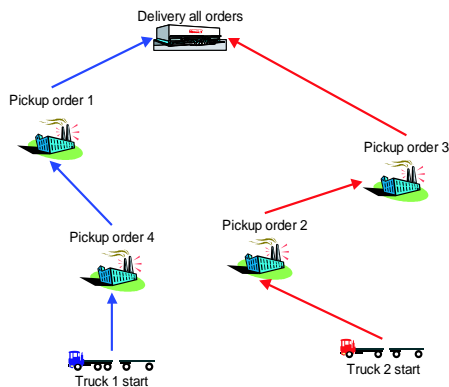 Delivery all orders
Pickup order 1
Pickup order 3
Pickup order 4
Pickup order 2
Truck 1 start
Truck 2 start